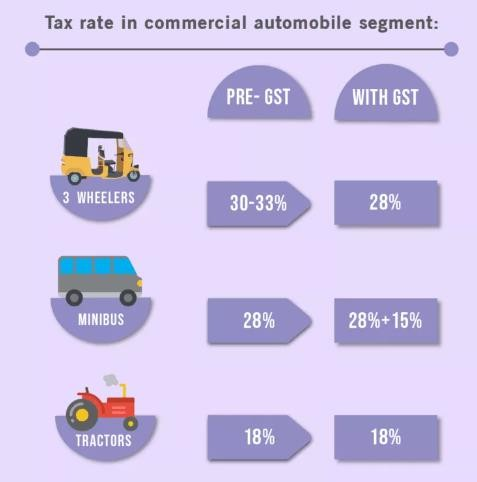 Tax rate in commercial automobile segment:
PRE- GST
WITH GST
3 WHEELERS
30-33%
28%
MINIBUS
28%
28%+15%
TRACTORS
18%
18%